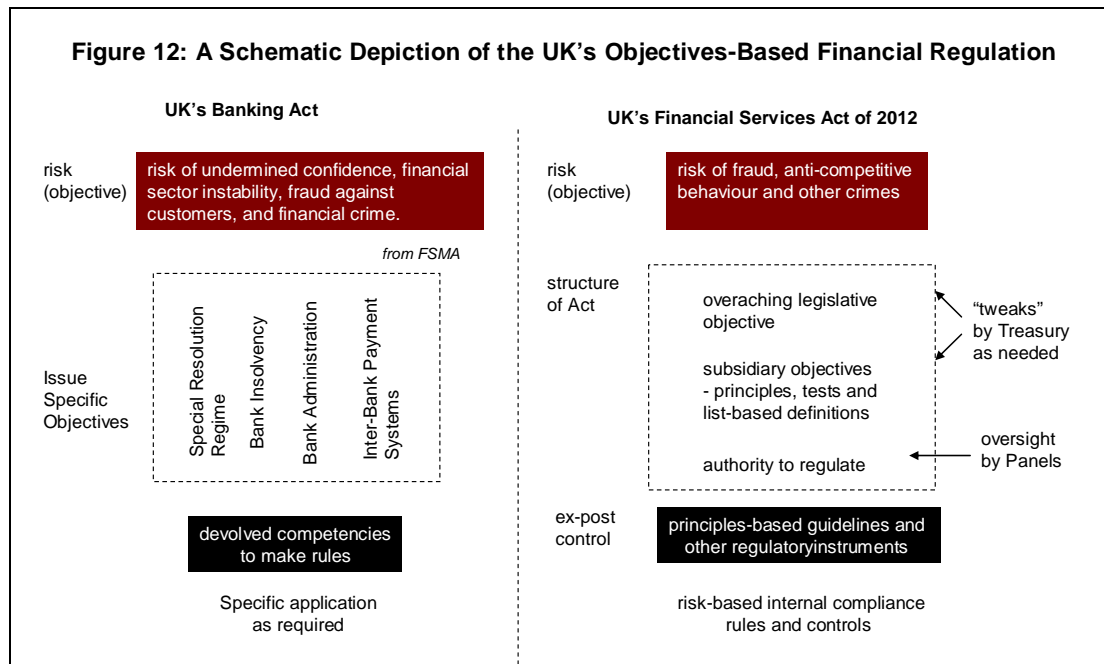 Figure 12: A Schematic Depiction of the UK's Objectives-Based Financial Regulation
UK's Banking Act
risk
(objective)
risk of undermined confidence, financial
sector instability, fraud against
customers, and financial crime.
from FSMA
Issue
Specific
Objectives
Special Resolution
Regime
Bank Insolvency
Bank Administration
Inter-Bank Payment
Systems
devolved competencies
to make rules
Specific application
as required
UK's Financial Services Act of 2012
risk
(objective)
risk of fraud, anti-competitive
behaviour and other crimes
structure
of Act
overaching legislative
objective
subsidiary objectives
- principles, tests and
list-based definitions
authority to regulate
"tweaks"
by Treasury
as needed
oversight
by Panels
ex-post
control
principles-based guidelines and
other regulatoryinstruments
risk-based internal compliance
rules and controls